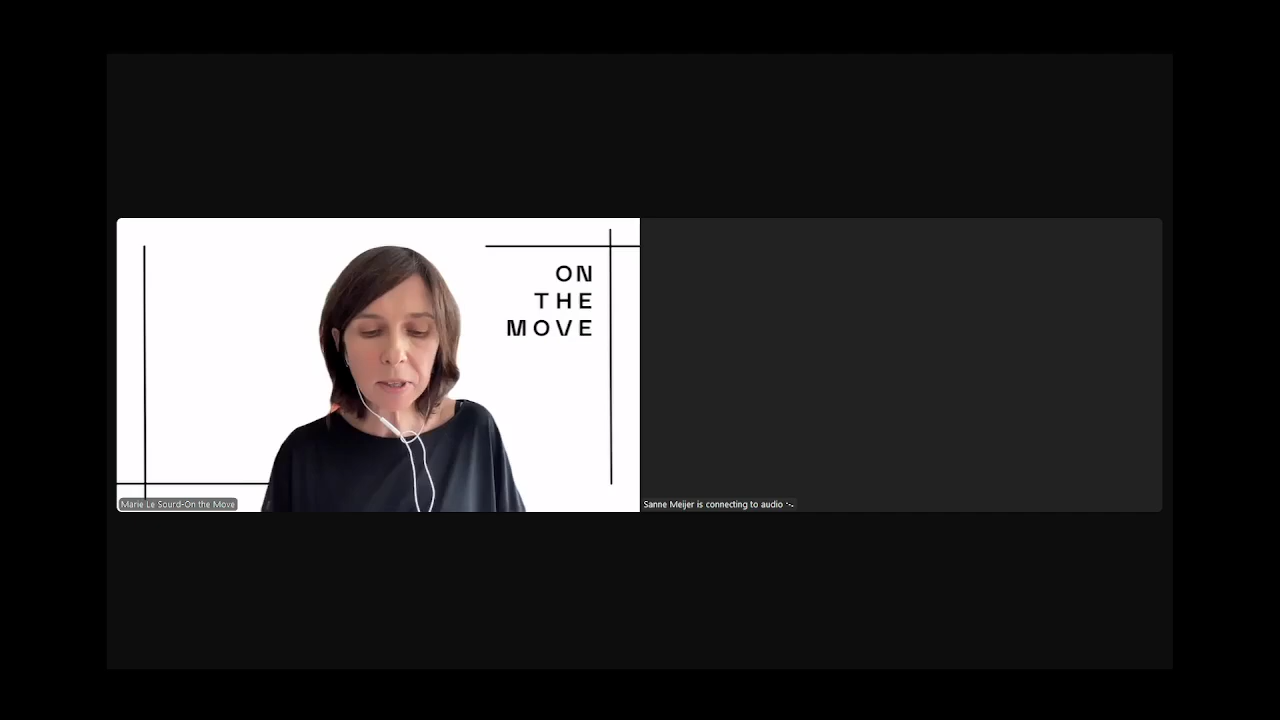 ON
THE
MOVE
Marie Le Sourd-On the Move
Sanne Meijer is connecting to audio